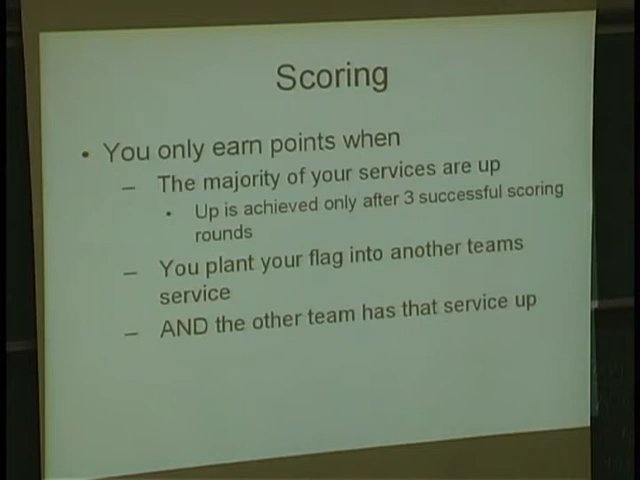 Scoring
• You only earn points when
– The majority of your services are up
• Up is achieved only after 3 successful scoring
rounds
– You plant your flag into another teams
service
– AND the other team has that service up